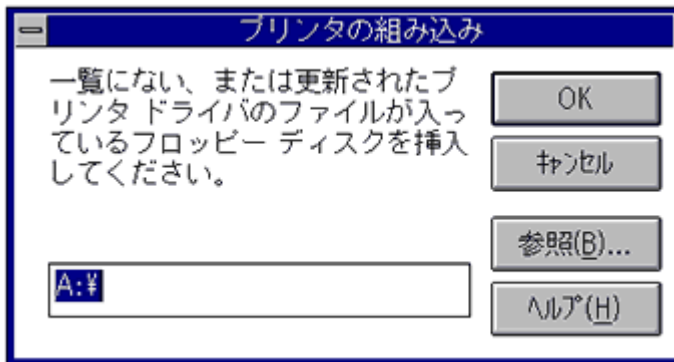 プリンタの組み込み
一覧にない、または更新されたプ
リンタ ドライバのファイルが入っ
ているフロッピー ディスクを挿入
してください。
A:¥
OK
ｷｬﾝｾﾙ
参照(B)...
ﾍﾙﾌﾟ(H)